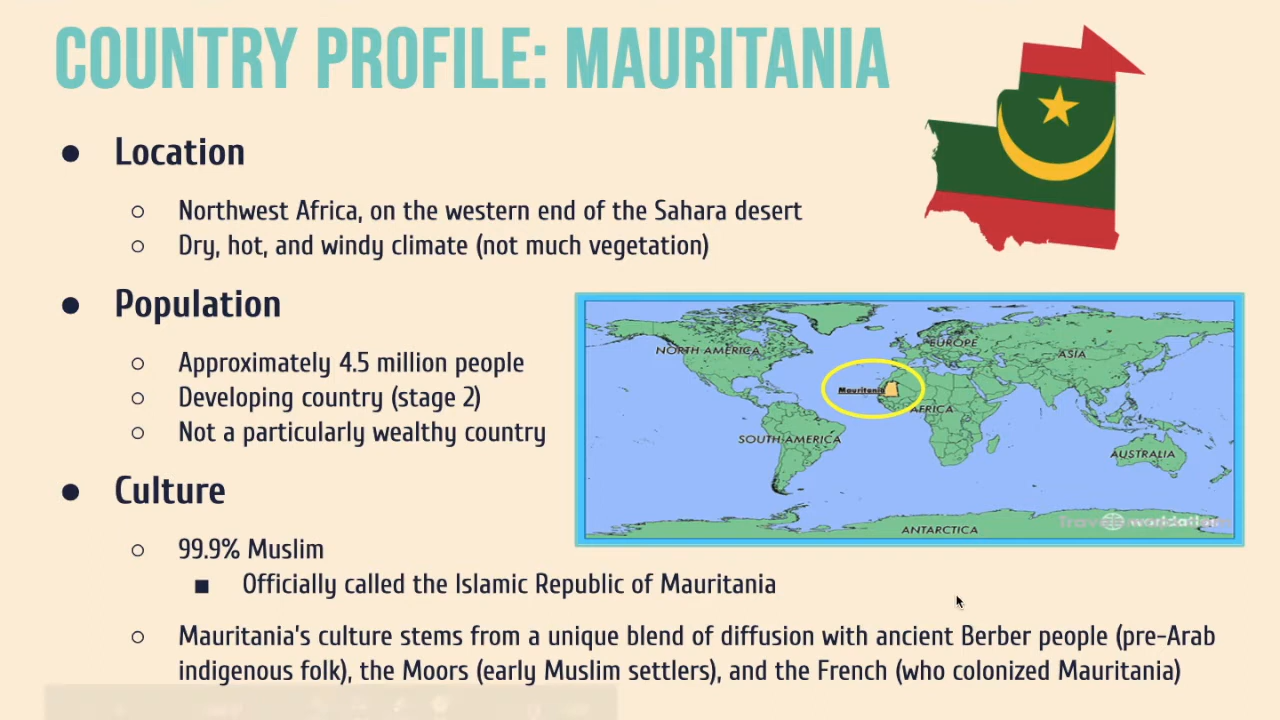 COUNTRY PROFILE: MAURITANIA
● Location
○ Northwest Africa, on the western end of the Sahara desert
○ Dry, hot, and windy climate (not much vegetation)
● Population
○ Approximately 4.5 million people
○ Developing country (stage 2)
○ Not a particularly wealthy country
NORTH AMERICA
EUROPE
ASIA
Mauritania
AFRICA
SOUTH AMERICA
AUSTRALIA
ANTARCTICA
● Culture
○ 99.9% Muslim
■ Officially called the Islamic Republic of Mauritania
○ Mauritania's culture stems from a unique blend of diffusion with ancient Berber people (pre-Arab
indigenous folk), the Moors (early Muslim settlers), and the French (who colonized Mauritania)